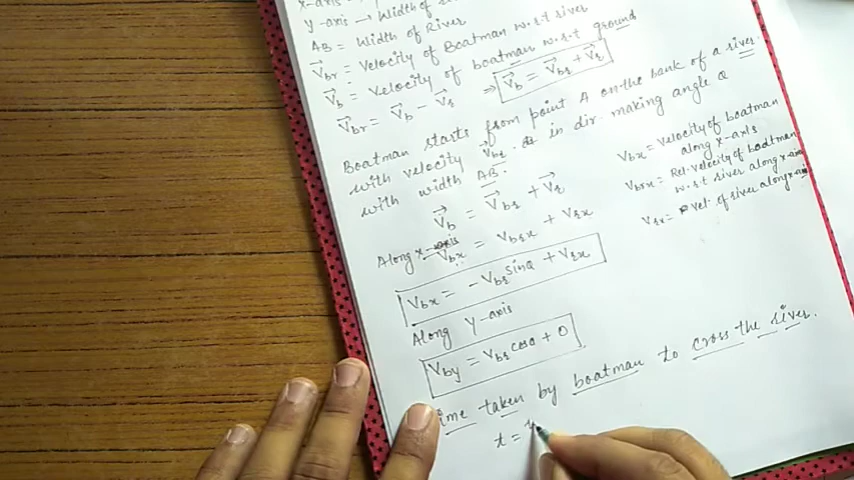 x-axis
y-axis → Width of
AB = Width of River
V⃗br = Velocity of Boatman w.r.t river
V⃗b = Velocity of boatman w.r.t ground
V⃗br = V⃗b - V⃗r ⇒ V⃗b = V⃗br + V⃗r
Boatman starts from point A on the bank of a river
with velocity V⃗br in dir. making angle Q
with width AB.
V⃗b = V⃗br + V⃗r
Along x-axis
Vbx = Vbrx + Vrx
Vbx = - Vbr sinQ + Vrx
Along y-axis
Vby = Vbr cosQ + 0
Vbx = velocity of boatman
along x-axis
Vbrx = Rel. velocity of boatman
w.r.t river along x-axis
Vrx = vel. of river along x-axis
ime taken by boatman to cross the river.
t =